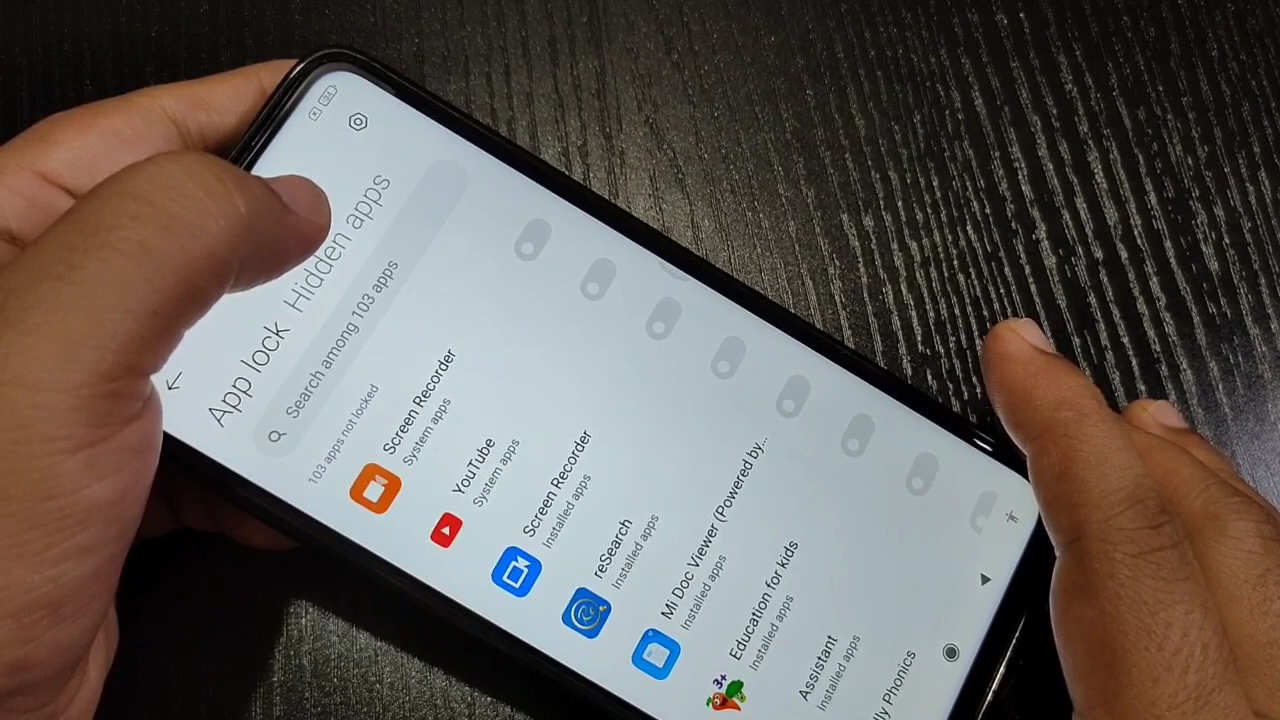 App lock Hidden apps
Search among 103 apps
103 apps not locked
Screen Recorder
System apps
YouTube
System apps
Screen Recorder
Installed apps
reSearch
Installed apps
Mi Doc Viewer (Powered by...
Installed apps
3+
Education for kids
Installed apps
Assistant
Installed apps
lly Phonics